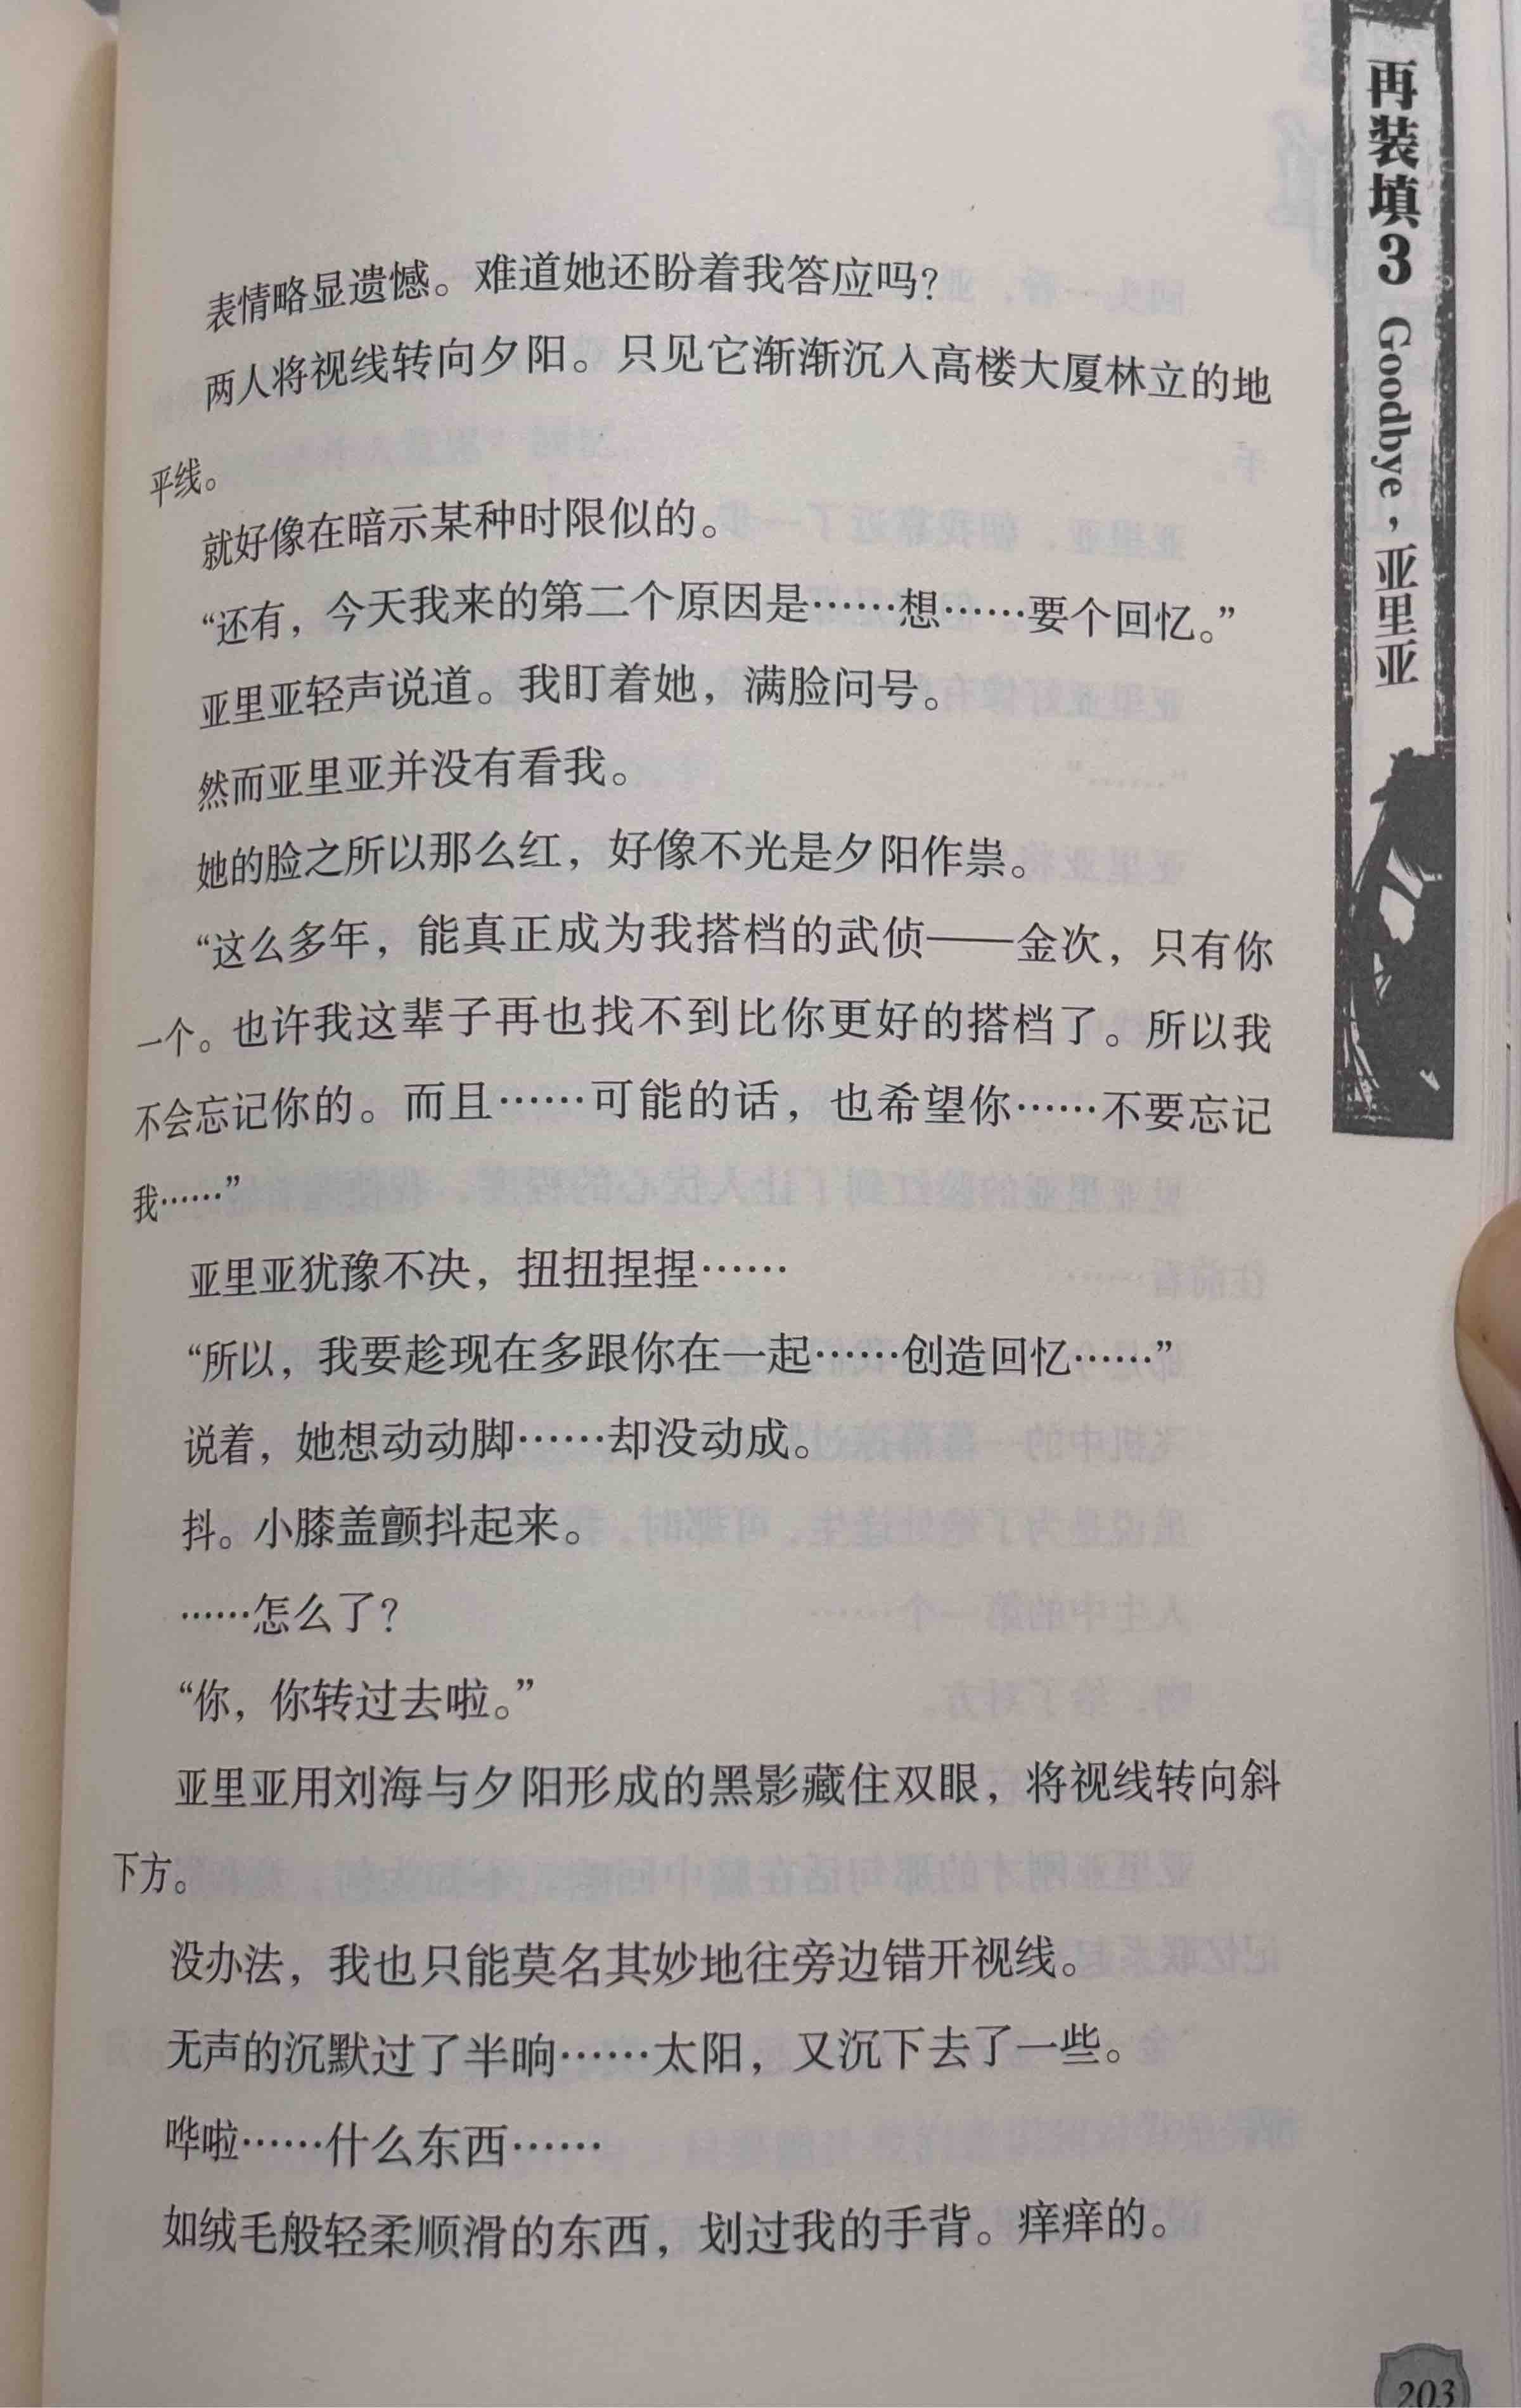 再装填3 Goodbye，亚里亚
表情略显遗憾。难道她还盼着我答应吗？
两人将视线转向夕阳。只见它渐渐沉入高楼大厦林立的地
平线。
就好像在暗示某种时限似的。
“还有，今天我来的第二个原因是……想……要个回忆。”
亚里亚轻声说道。我盯着她，满脸问号。
然而亚里亚并没有看我。
她的脸之所以那么红，好像不光是夕阳作祟。
“这么多年，能真正成为我搭档的武侦——金次，只有你
一个。也许我这辈子再也找不到比你更好的搭档了。所以我
不会忘记你的。而且……可能的话，也希望你……不要忘记
我……”
亚里亚犹豫不决，扭扭捏捏……
“所以，我要趁现在多跟你在一起……创造回忆……”
说着，她想动动脚……却没动成。
抖。小膝盖颤抖起来。
……怎么了？
“你，你转过去啦。”
亚里亚用刘海与夕阳形成的黑影藏住双眼，将视线转向斜
下方。
没办法，我也只能莫名其妙地往旁边错开视线。
无声的沉默过了半晌……太阳，又沉下去了一些。
哗啦……什么东西……
如绒毛般轻柔顺滑的东西，划过我的手背。痒痒的。
203